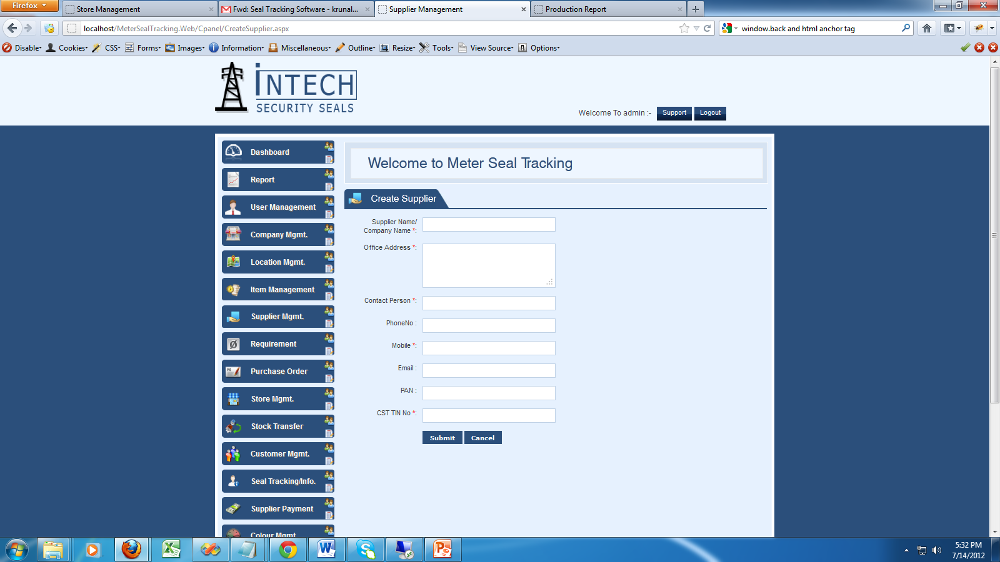 Firefox
Store Management
Fwd: Seal Tracking Software - krunal...
Supplier Management
Production Report
localhost/MeterSealTracking.Web/Cpanel/CreateSupplier.aspx
window.back and html anchor tag
Disable
Cookies
CSS
Forms
Images
Information
Miscellaneous
Outline
Resize
Tools
View Source
Options
INTECH
SECURITY SEALS
Welcome To admin :-
Support
Logout
Dashboard
Report
User Management
Company Mgmt.
Location Mgmt.
Item Management
Supplier Mgmt.
Requirement
Purchase Order
Store Mgmt.
Stock Transfer
Customer Mgmt.
Seal Tracking/Info.
Supplier Payment
Colour Mgmt.
Welcome to Meter Seal Tracking
Create Supplier
Supplier Name/
Company Name *:
Office Address *:
Contact Person *:
PhoneNo :
Mobile *:
Email :
PAN :
CST TIN No *:
Submit
Cancel
5:32 PM
7/14/2012